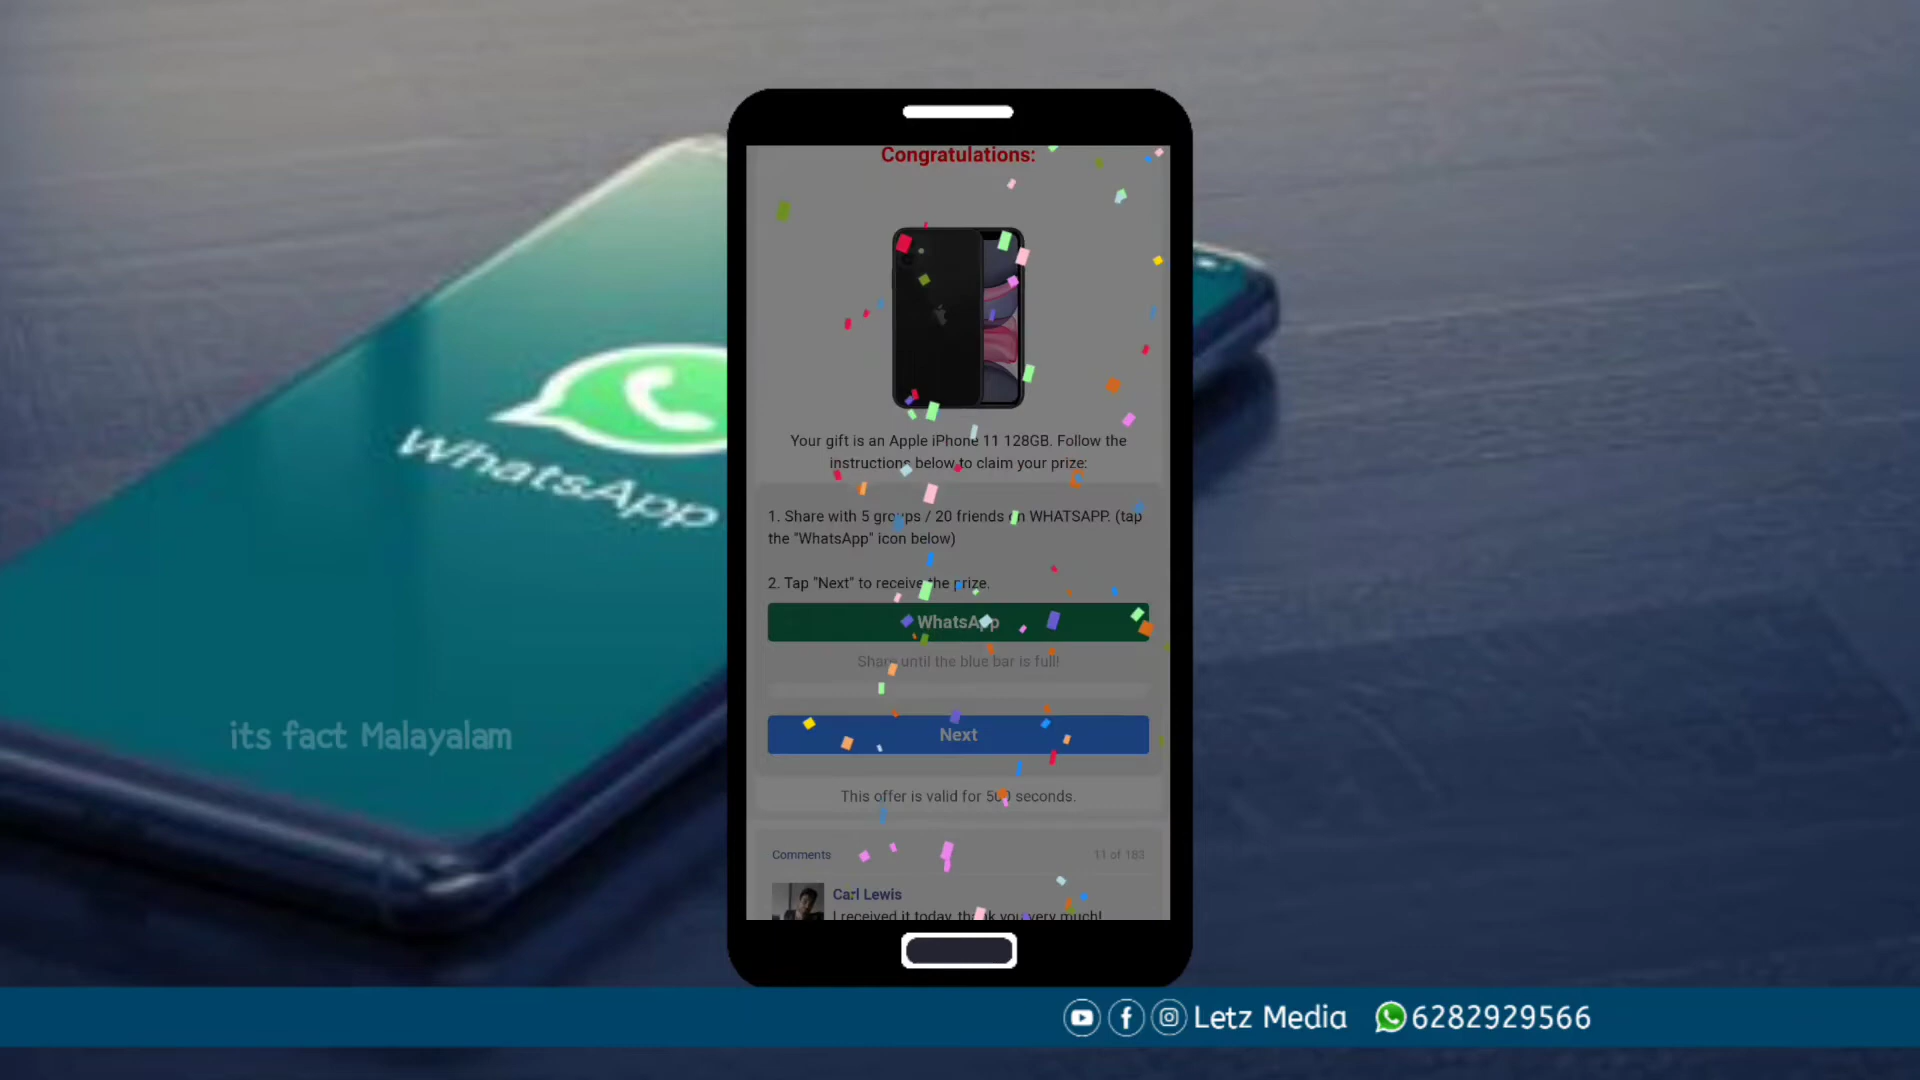 Congratulations:
Your gift is an Apple iPhone 11 128GB. Follow the
instructions below to claim your prize:
1. Share with 5 groups / 20 friends on WHATSAPP. (tap
the "WhatsApp" icon below)
2. Tap "Next" to receive the prize.
WhatsApp
Share until the blue bar is full!
Next
This offer is valid for 500 seconds.
Comments
11 of 183
Carl Lewis
I received it today, thank you very much!
WhatsApp
its fact Malayalam
Letz Media
6282929566